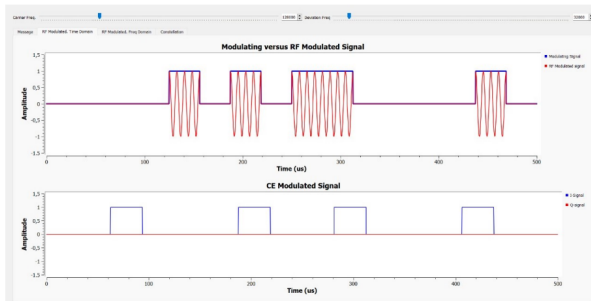 Carrier Freq. Deviation Freq.
Message RF Modulated, Time Domain RF Modulated, Freq Domain Constellation
Modulating versus RF Modulated Signal
1,5
1
0,5
0
-0,5
-1
-1,5
Amplitude
0 100 200 300 400 500
Time (us)
Modulating Signal
RF Modulated signal
CE Modulated Signal
1,5
1
0,5
0
-0,5
-1
-1.5
Amplitude
0 100 200 300 400 500
Time (us)
I Signal
Q signal